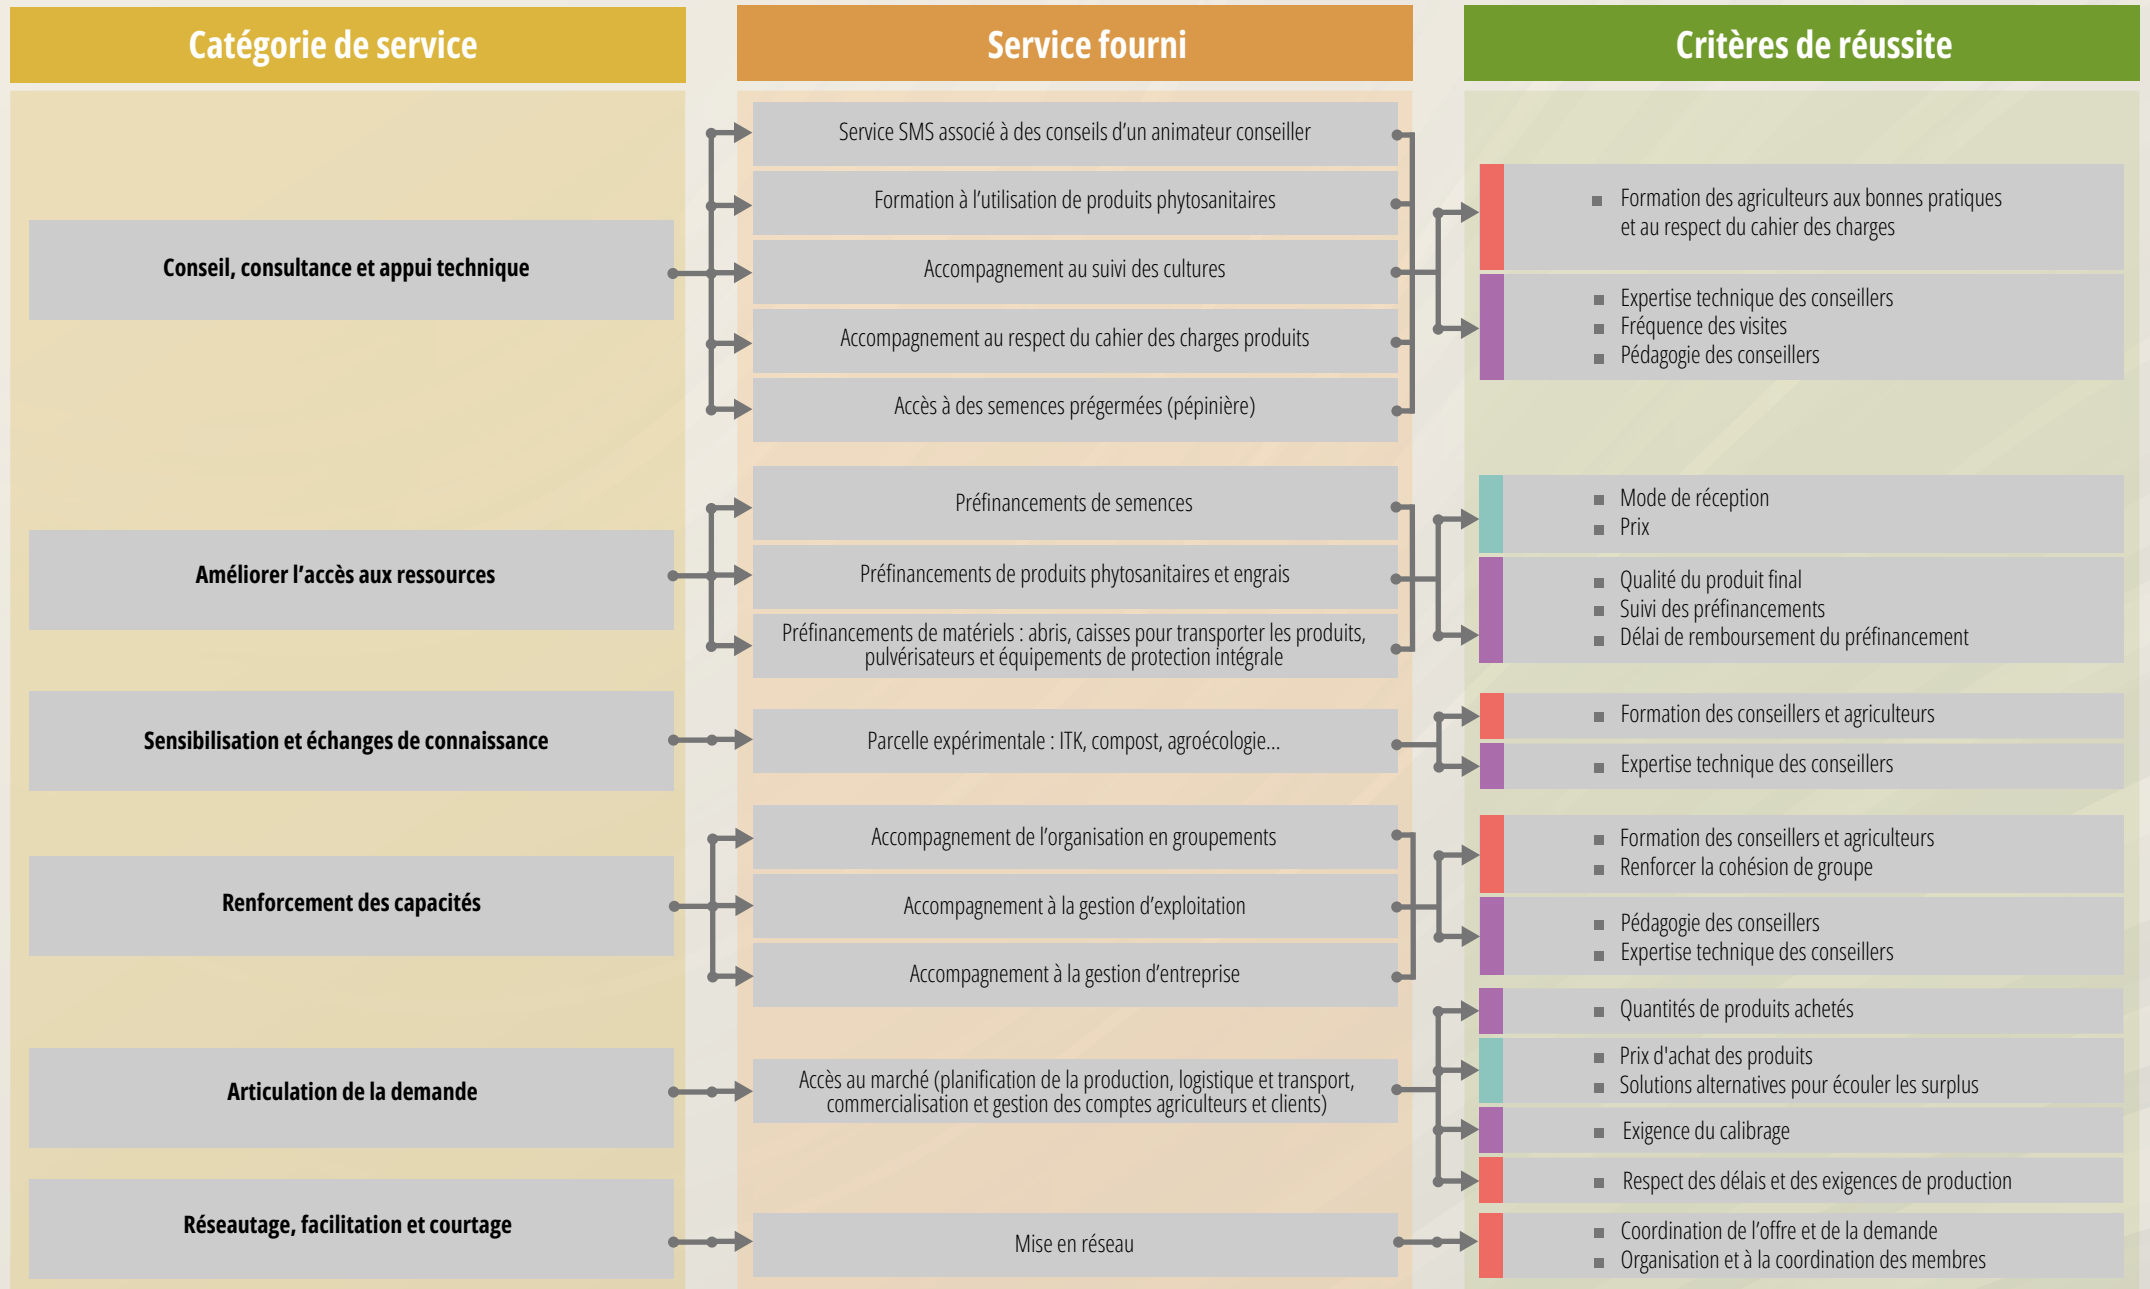 Catégorie de service
Service fourni
Critères de réussite
Conseil, consultance et appui technique
Service SMS associé à des conseils d’un animateur conseiller
Formation à l’utilisation de produits phytosanitaires
Accompagnement au suivi des cultures
Accompagnement au respect du cahier des charges produits
Accès à des semences prégermées (pépinière)
Formation des agriculteurs aux bonnes pratiques
et au respect du cahier des charges
Expertise technique des conseillers
Fréquence des visites
Pédagogie des conseillers
Améliorer l’accès aux ressources
Préfinancements de semences
Préfinancements de produits phytosanitaires et engrais
Préfinancements de matériels : abris, caisses pour transporter les produits,
pulvérisateurs et équipements de protection intégrale
Mode de réception
Prix
Qualité du produit final
Suivi des préfinancements
Délai de remboursement du préfinancement
Sensibilisation et échanges de connaissance
Parcelle expérimentale : ITK, compost, agroécologie...
Formation des conseillers et agriculteurs
Expertise technique des conseillers
Renforcement des capacités
Accompagnement de l’organisation en groupements
Accompagnement à la gestion d’exploitation
Accompagnement à la gestion d’entreprise
Formation des conseillers et agriculteurs
Renforcer la cohésion de groupe
Pédagogie des conseillers
Expertise technique des conseillers
Articulation de la demande
Accès au marché (planification de la production, logistique et transport,
commercialisation et gestion des comptes agriculteurs et clients)
Quantités de produits achetés
Prix d'achat des produits
Solutions alternatives pour écouler les surplus
Exigence du calibrage
Respect des délais et des exigences de production
Réseautage, facilitation et courtage
Mise en réseau
Coordination de l’offre et de la demande
Organisation et à la coordination des membres